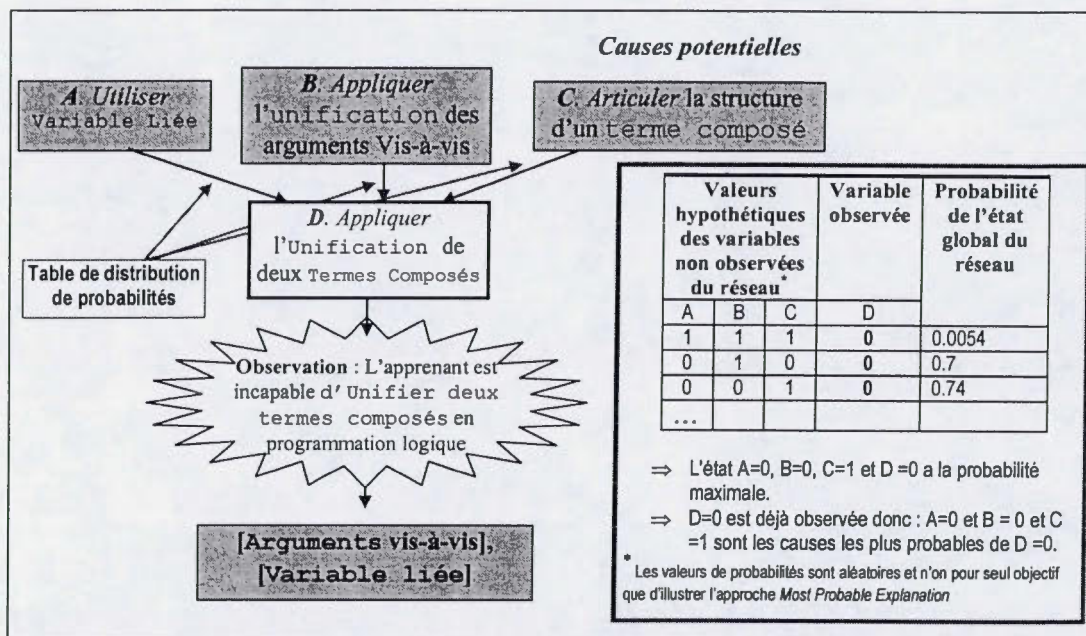 Causes potentielles
A. Utiliser
Variable Liée
B. Appliquer
l'unification des
arguments Vis-à-vis
C. Articuler la structure
d'un terme composé
D. Appliquer
l'Unification de
deux Termes Composés
Table de distribution
de probabilités
Observation : L'apprenant est
incapable d' Unifier deux
termes composés en
programmation logique
[Arguments vis-à-vis],
[Variable liée]
Valeurs
hypothétiques
des variables
non observées
du réseau*
Variable
observée
Probabilité
de l'état
global du
réseau
A B C D
1 1 1 0 0.0054
0 1 0 0 0.7
0 0 1 0 0.74
...
⇒ L'état A=0, B=0, C=1 et D =0 a la probabilité
maximale.
⇒ D=0 est déjà observée donc : A=0 et B = 0 et C
=1 sont les causes les plus probables de D =0.
* Les valeurs de probabilités sont aléatoires et n'on pour seul objectif
que d'illustrer l'approche Most Probable Explanation